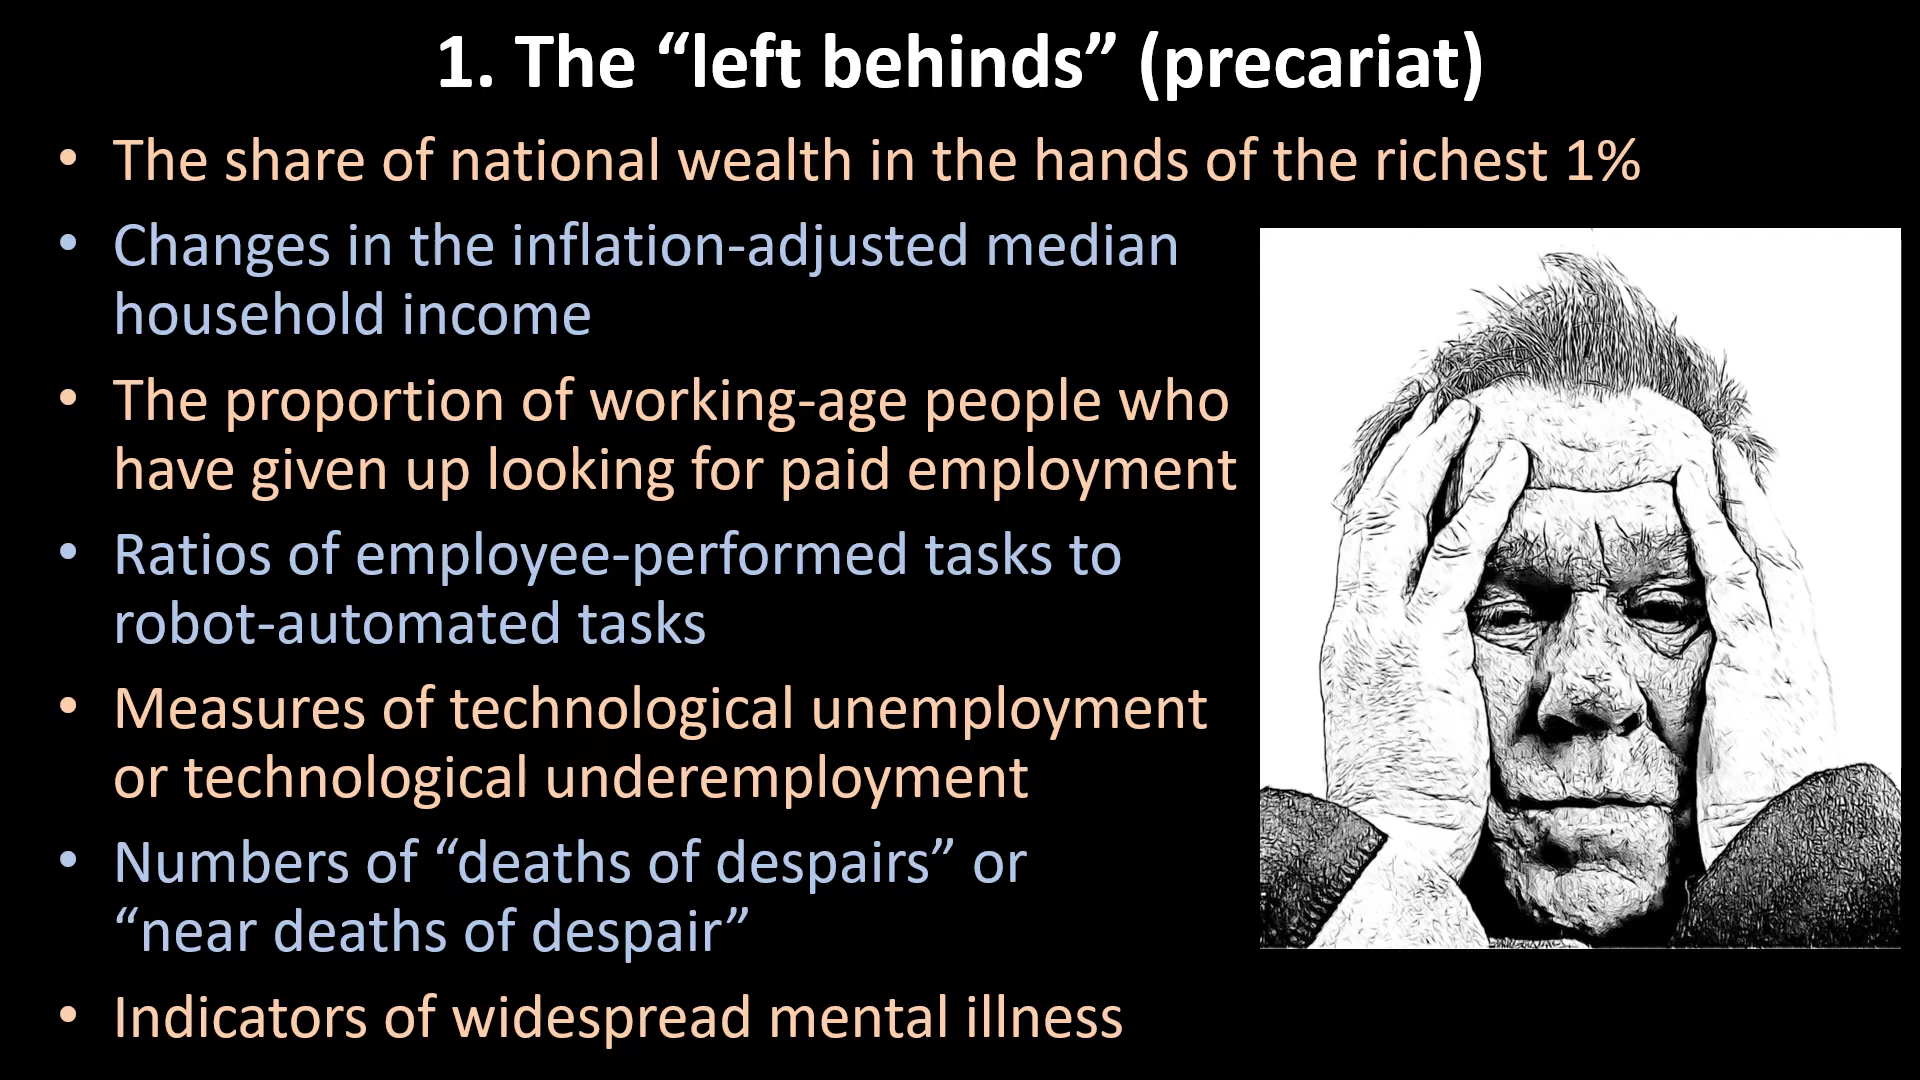 1. The “left behinds” (precariat)
• The share of national wealth in the hands of the richest 1%
• Changes in the inflation-adjusted median
household income
• The proportion of working-age people who
have given up looking for paid employment
• Ratios of employee-performed tasks to
robot-automated tasks
• Measures of technological unemployment
or technological underemployment
• Numbers of “deaths of despairs” or
“near deaths of despair”
• Indicators of widespread mental illness